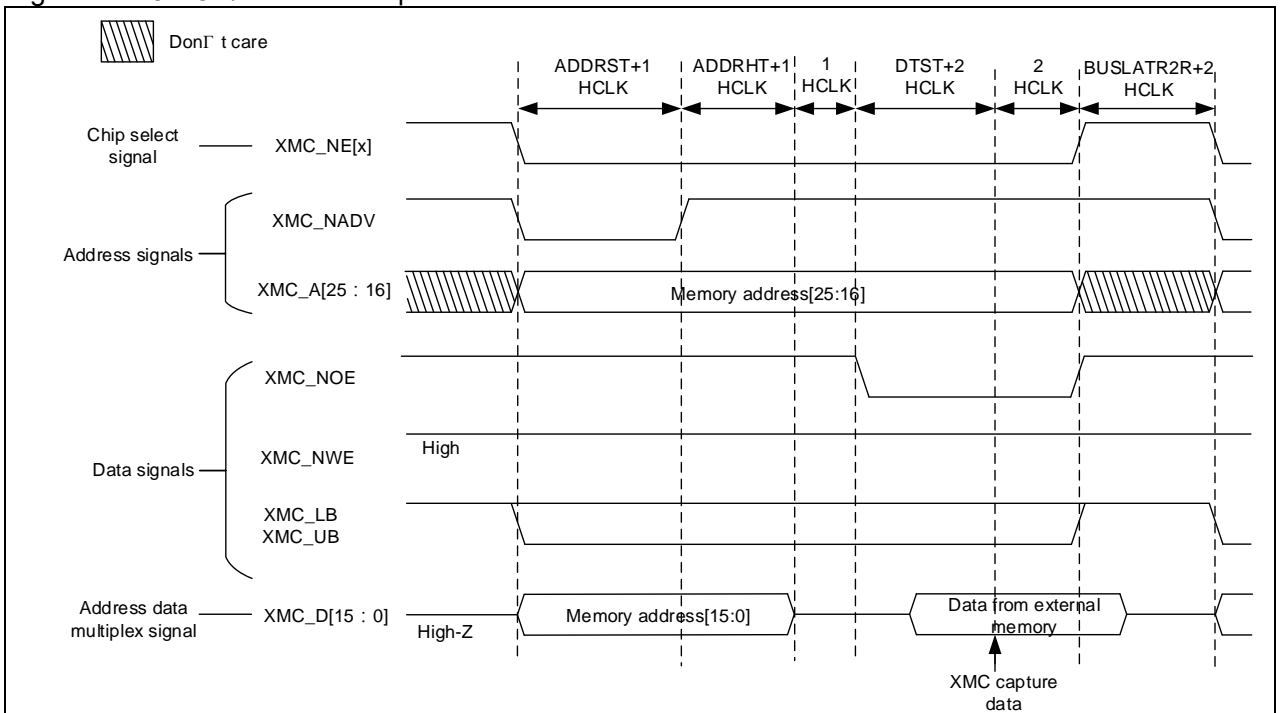 DonΓ t care
ADDRST+1
HCLK
ADDRHT+1
HCLK
1
HCLK
DTST+2
HCLK
2
HCLK
BUSLATR2R+2
HCLK
Chip select
signal
XMC_NE[x]
XMC_NADV
Address signals
XMC_A[25 : 16]
Memory address[25:16]
XMC_NOE
High
XMC_NWE
Data signals
XMC_LB
XMC_UB
Address data
multiplex signal
XMC_D[15 : 0]
High-Z
Memory address[15:0]
Data from external
memory
XMC capture
data